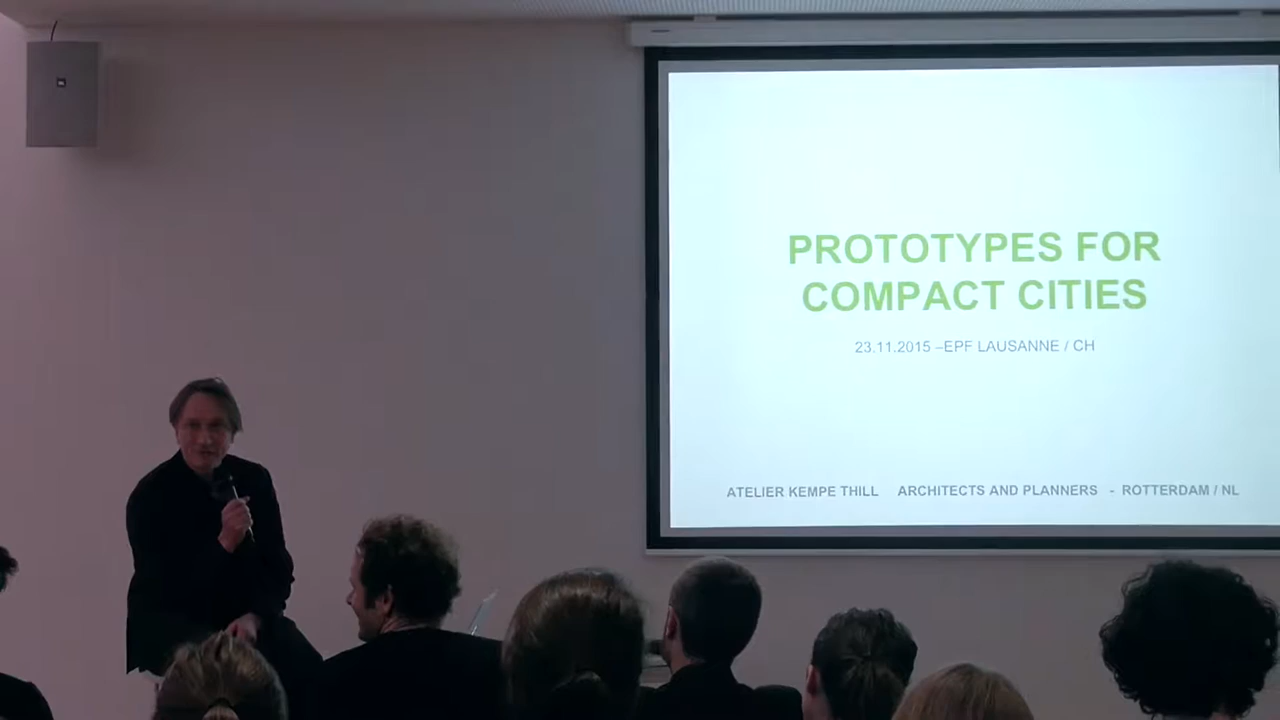 PROTOTYPES FOR
COMPACT CITIES
23.11.2015 –EPF LAUSANNE / CH
ATELIER KEMPE THILL ARCHITECTS AND PLANNERS - ROTTERDAM / NL